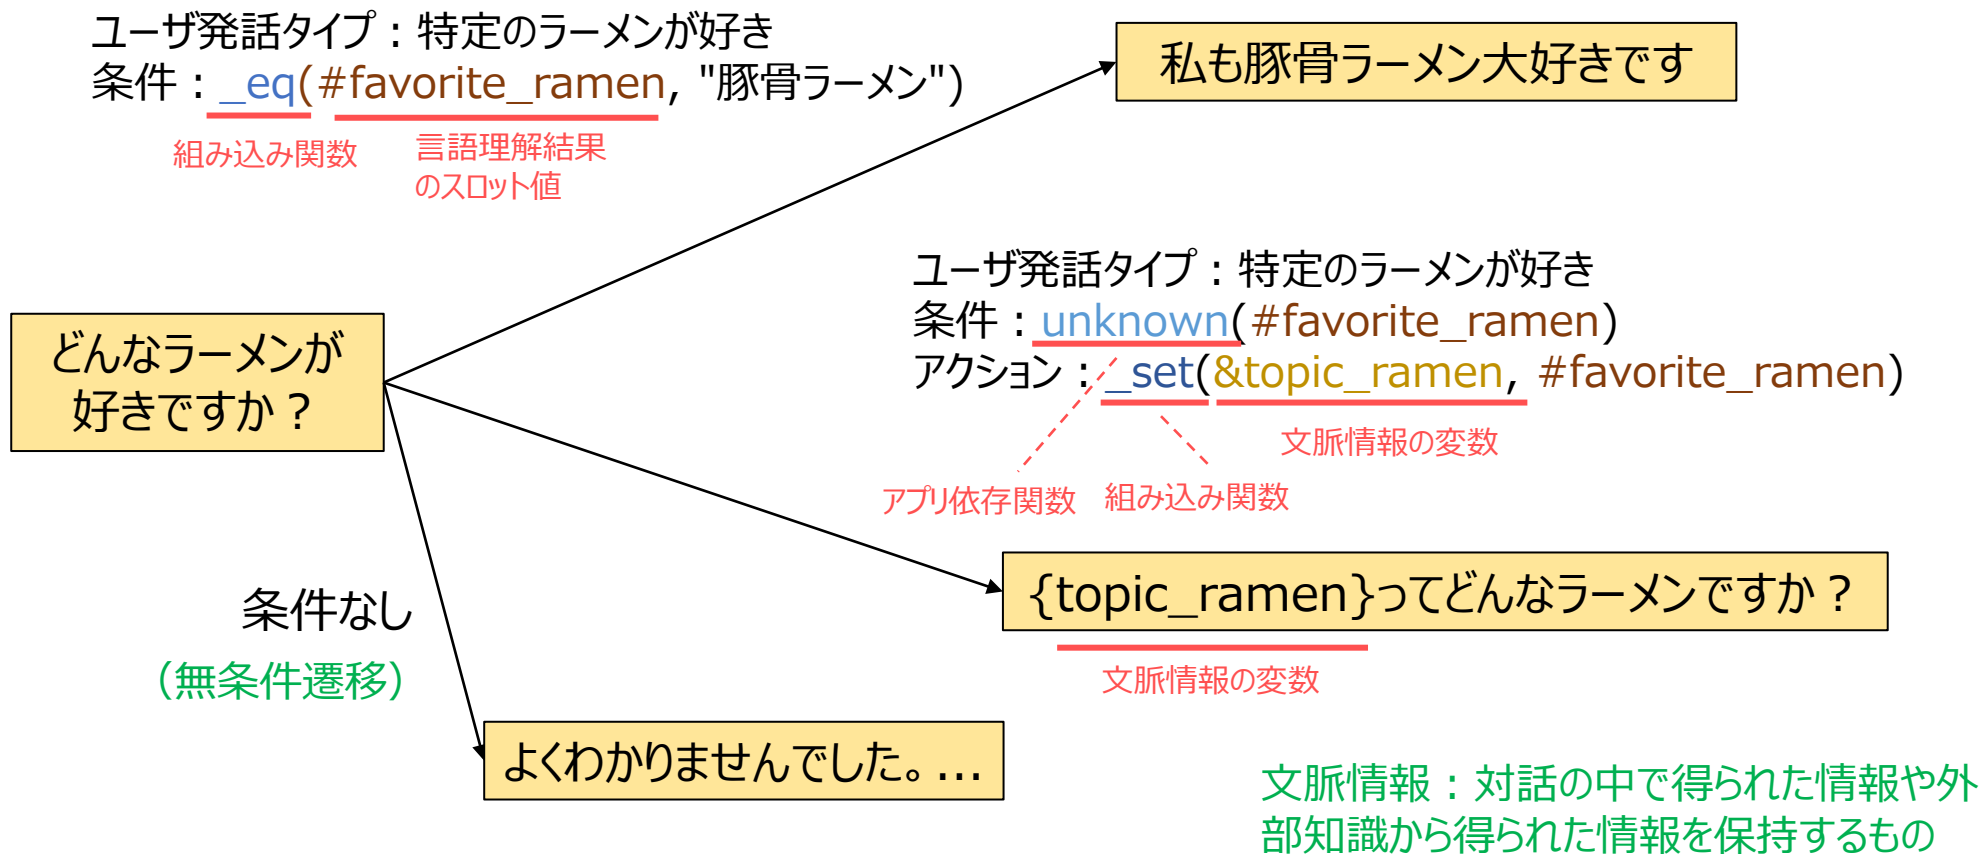 ユーザ発話タイプ：特定のラーメンが好き
条件：_eq(#favorite_ramen, "豚骨ラーメン")
組み込み関数
言語理解結果
のスロット値
私も豚骨ラーメン大好きです
ユーザ発話タイプ：特定のラーメンが好き
条件：unknown(#favorite_ramen)
アクション：_set(&topic_ramen, #favorite_ramen)
文脈情報の変数
アプリ依存関数
組み込み関数
どんなラーメンが
好きですか？
{topic_ramen}ってどんなラーメンですか？
文脈情報の変数
条件なし
（無条件遷移）
よくわかりませんでした。...
文脈情報：対話の中で得られた情報や外
部知識から得られた情報を保持するもの